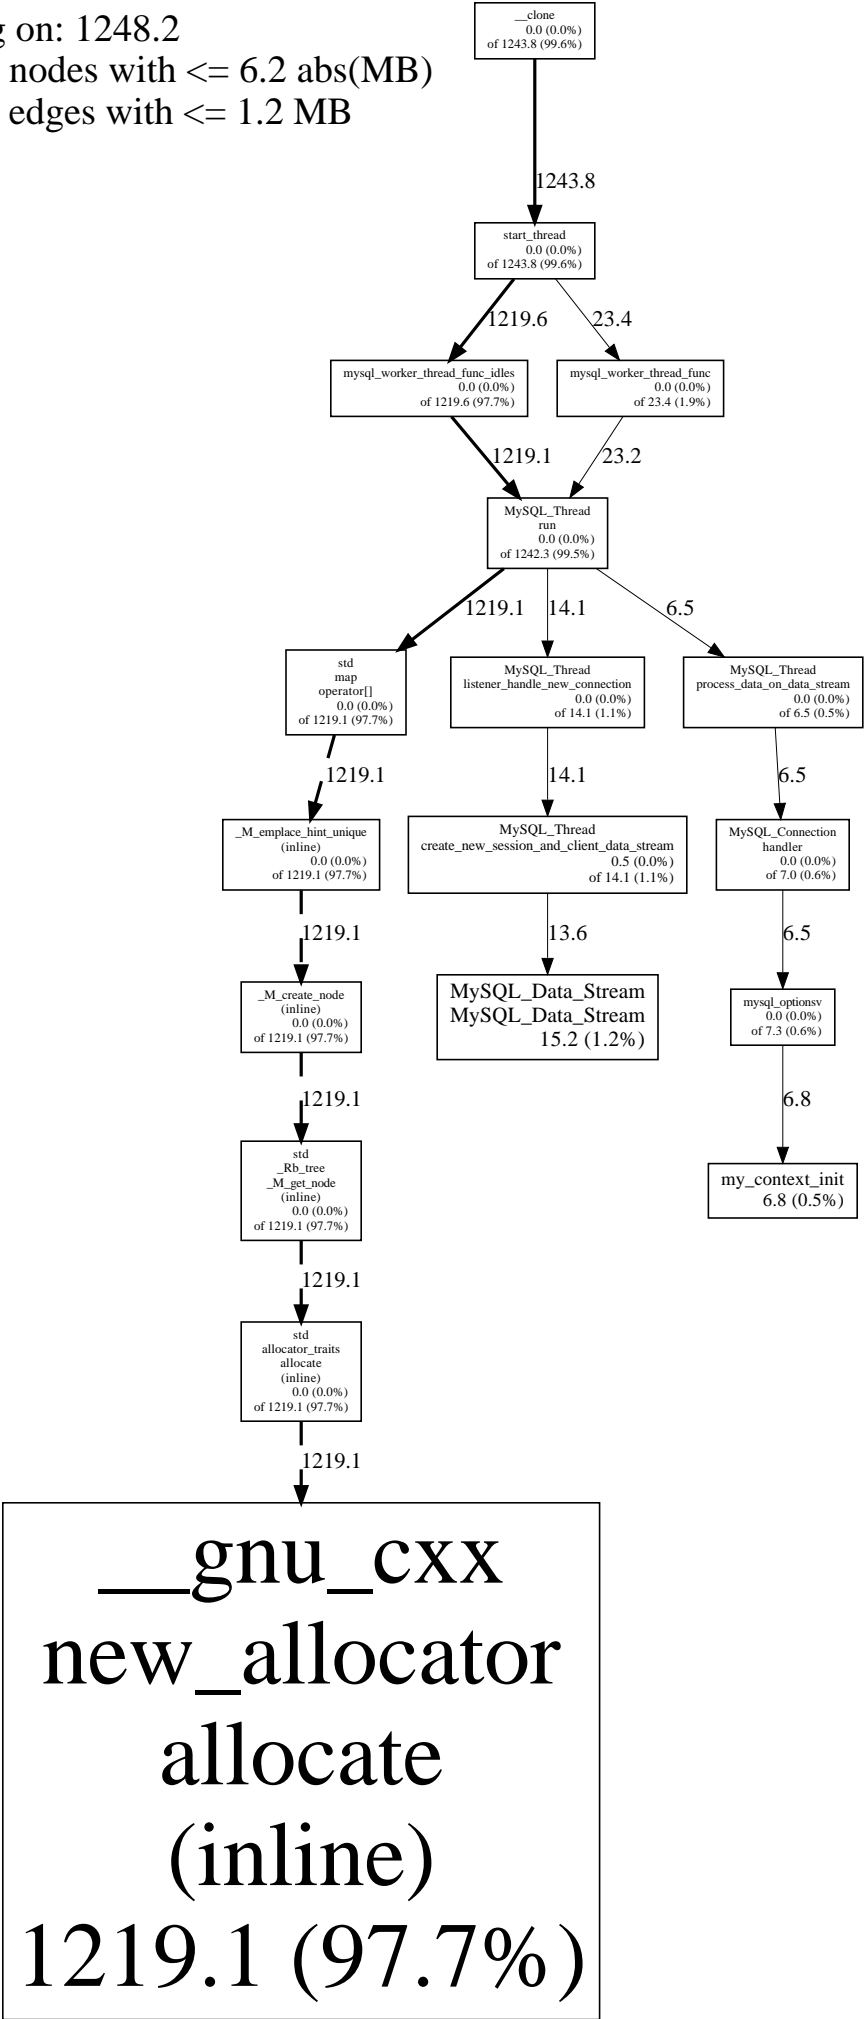 g on: 1248.2
nodes with <= 6.2 abs(MB)
edges with <= 1.2 MB
__clone
0.0 (0.0%)
of 1243.8 (99.6%)
1243.8
start_thread
0.0 (0.0%)
of 1243.8 (99.6%)
1219.6
23.4
mysql_worker_thread_func_idles
0.0 (0.0%)
of 1219.6 (97.7%)
mysql_worker_thread_func
0.0 (0.0%)
of 23.4 (1.9%)
1219.1
23.2
MySQL_Thread
run
0.0 (0.0%)
of 1242.3 (99.5%)
1219.1
14.1
6.5
std
map
operator[]
0.0 (0.0%)
of 1219.1 (97.7%)
MySQL_Thread
listener_handle_new_connection
0.0 (0.0%)
of 14.1 (1.1%)
MySQL_Thread
process_data_on_data_stream
0.0 (0.0%)
of 6.5 (0.5%)
1219.1
14.1
6.5
_M_emplace_hint_unique
(inline)
0.0 (0.0%)
of 1219.1 (97.7%)
MySQL_Thread
create_new_session_and_client_data_stream
0.5 (0.0%)
of 14.1 (1.1%)
MySQL_Connection
handler
0.0 (0.0%)
of 7.0 (0.6%)
1219.1
13.6
6.5
_M_create_node
(inline)
0.0 (0.0%)
of 1219.1 (97.7%)
MySQL_Data_Stream
MySQL_Data_Stream
15.2 (1.2%)
mysql_optionsv
0.0 (0.0%)
of 7.3 (0.6%)
1219.1
6.8
std
_Rb_tree
_M_get_node
(inline)
0.0 (0.0%)
of 1219.1 (97.7%)
my_context_init
6.8 (0.5%)
1219.1
std
allocator_traits
allocate
(inline)
0.0 (0.0%)
of 1219.1 (97.7%)
1219.1
__gnu_cxx
new_allocator
allocate
(inline)
1219.1 (97.7%)